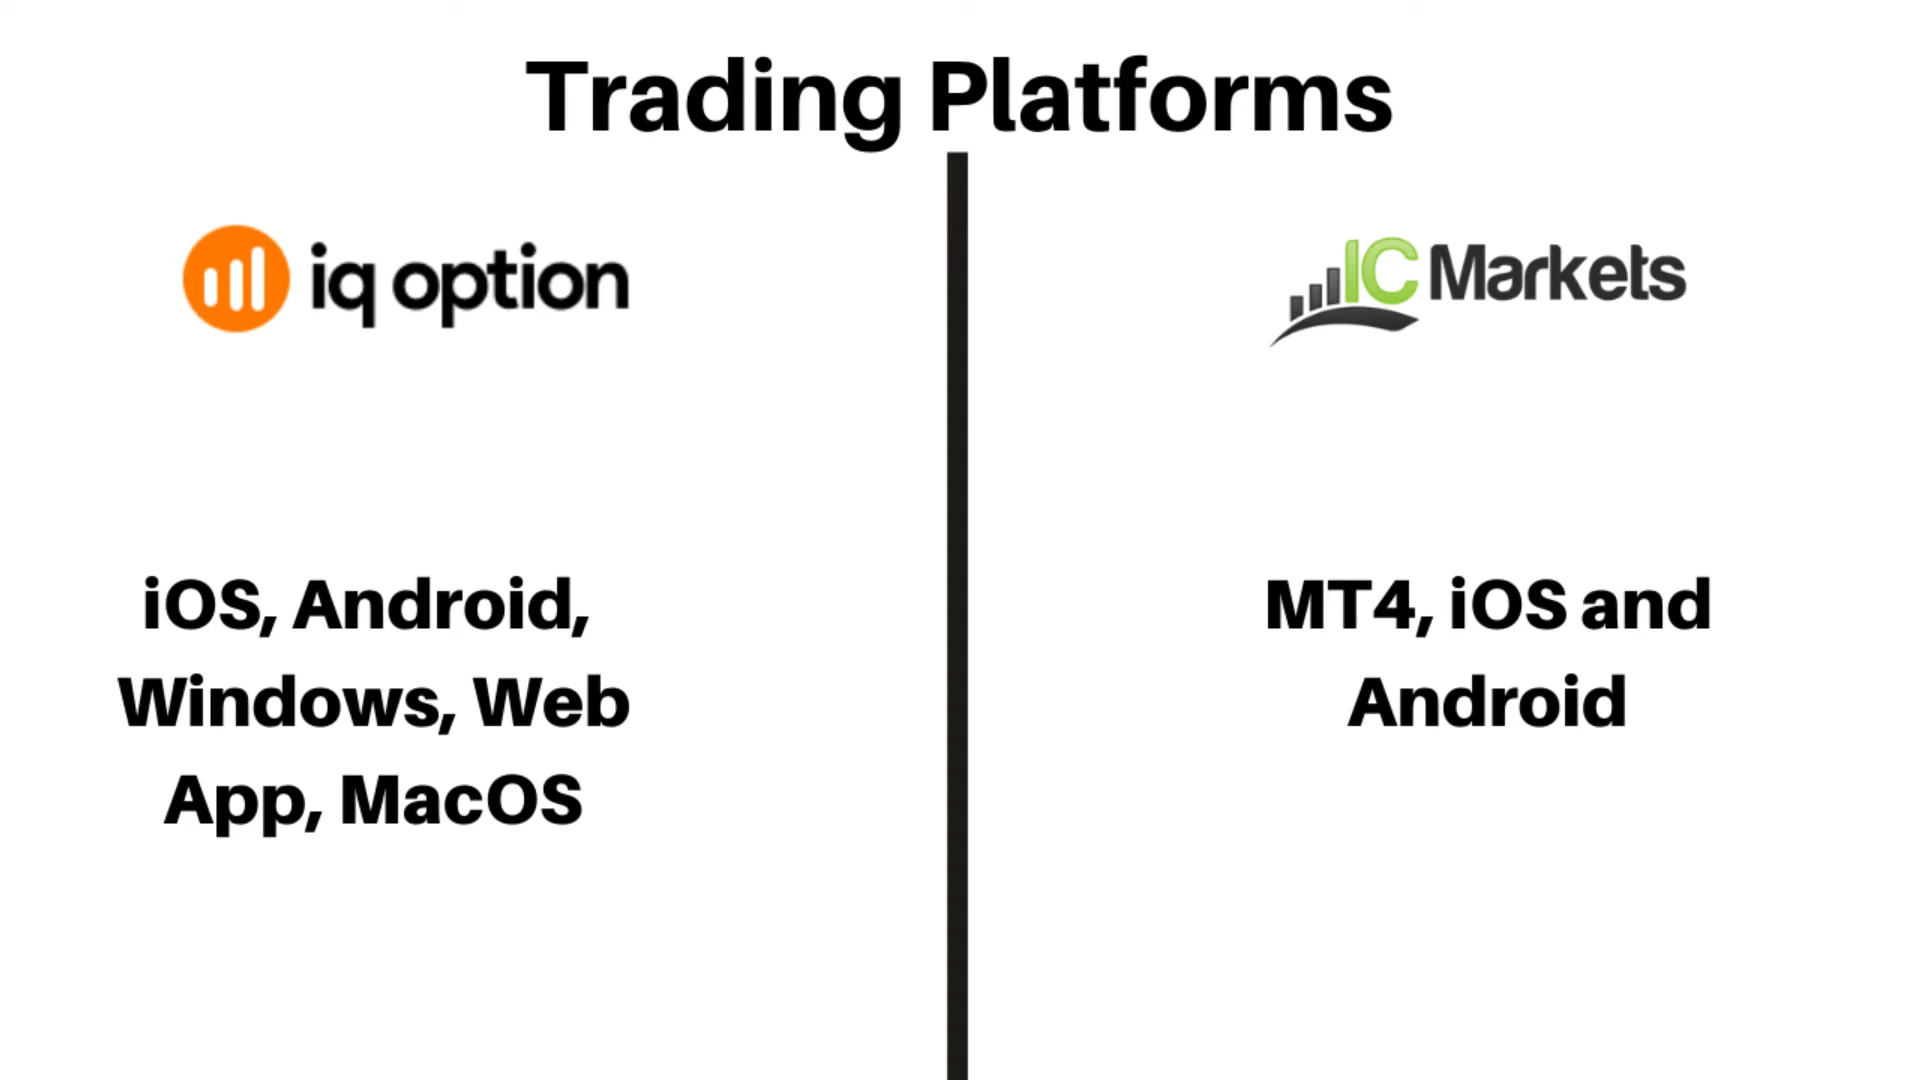 Trading Platforms
iq option
IC Markets
iOS, Android,
Windows, Web
App, MacOS
MT4, iOS and
Android